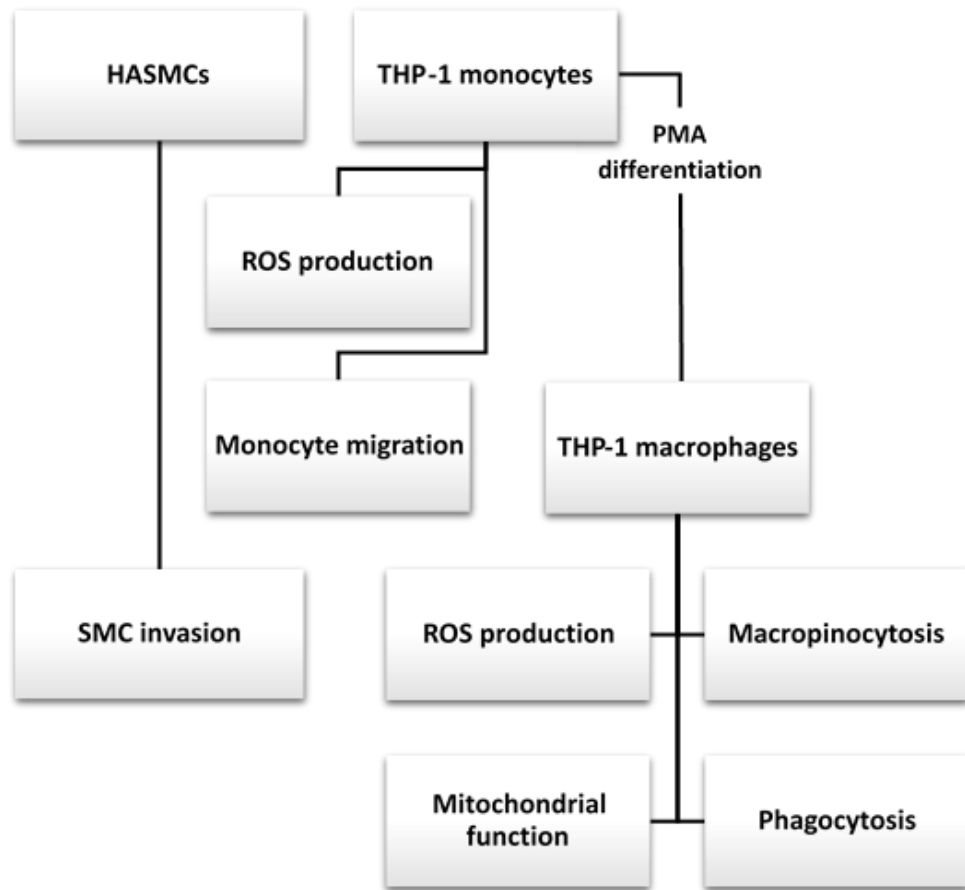 HASMCs
THP-1 monocytes
PMA
differentiation
ROS production
Monocyte migration
THP-1 macrophages
SMC invasion
ROS production
Macropinocytosis
Mitochondrial
function
Phagocytosis